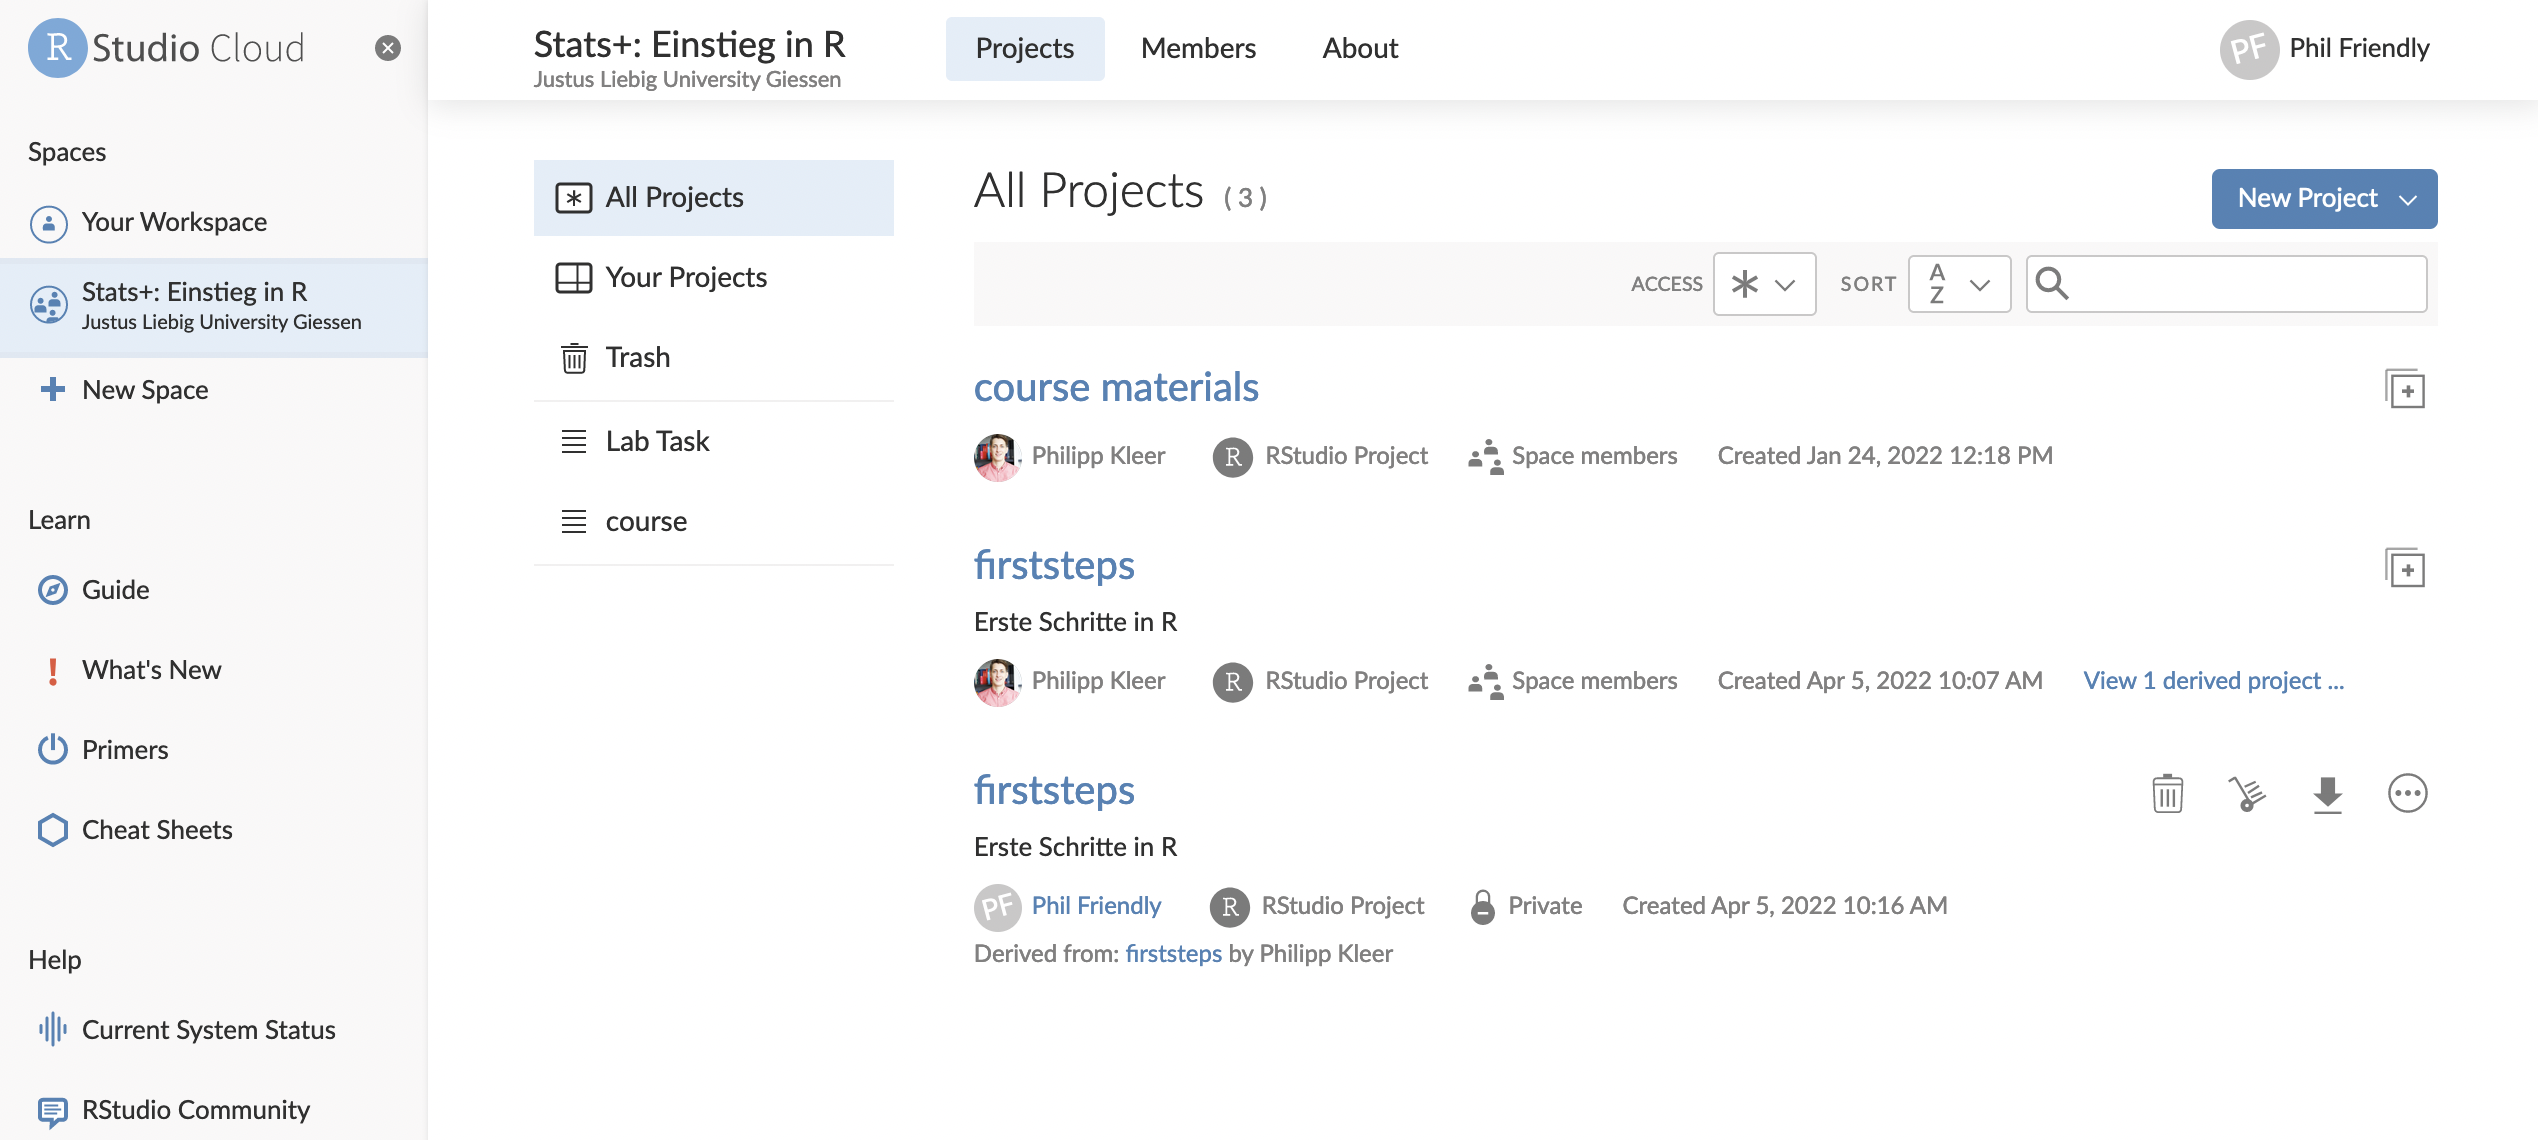 R Studio Cloud
Spaces
Your Workspace
Stats+: Einstieg in R
Justus Liebig University Giessen
New Space
Learn
Guide
What's New
Primers
Cheat Sheets
Help
Current System Status
RStudio Community
Stats+: Einstieg in R
Justus Liebig University Giessen
Projects
Members
About
PF
Phil Friendly
All Projects
Your Projects
Trash
Lab Task
course
All Projects (3)
New Project
ACCESS
SORT
A
Z
course materials
Philipp Kleer R RStudio Project Space members Created Jan 24, 2022 12:18 PM
firststeps
Erste Schritte in R
Philipp Kleer R RStudio Project Space members Created Apr 5, 2022 10:07 AM View 1 derived project ...
firststeps
Erste Schritte in R
PF Phil Friendly R RStudio Project Private Created Apr 5, 2022 10:16 AM
Derived from: firststeps by Philipp Kleer